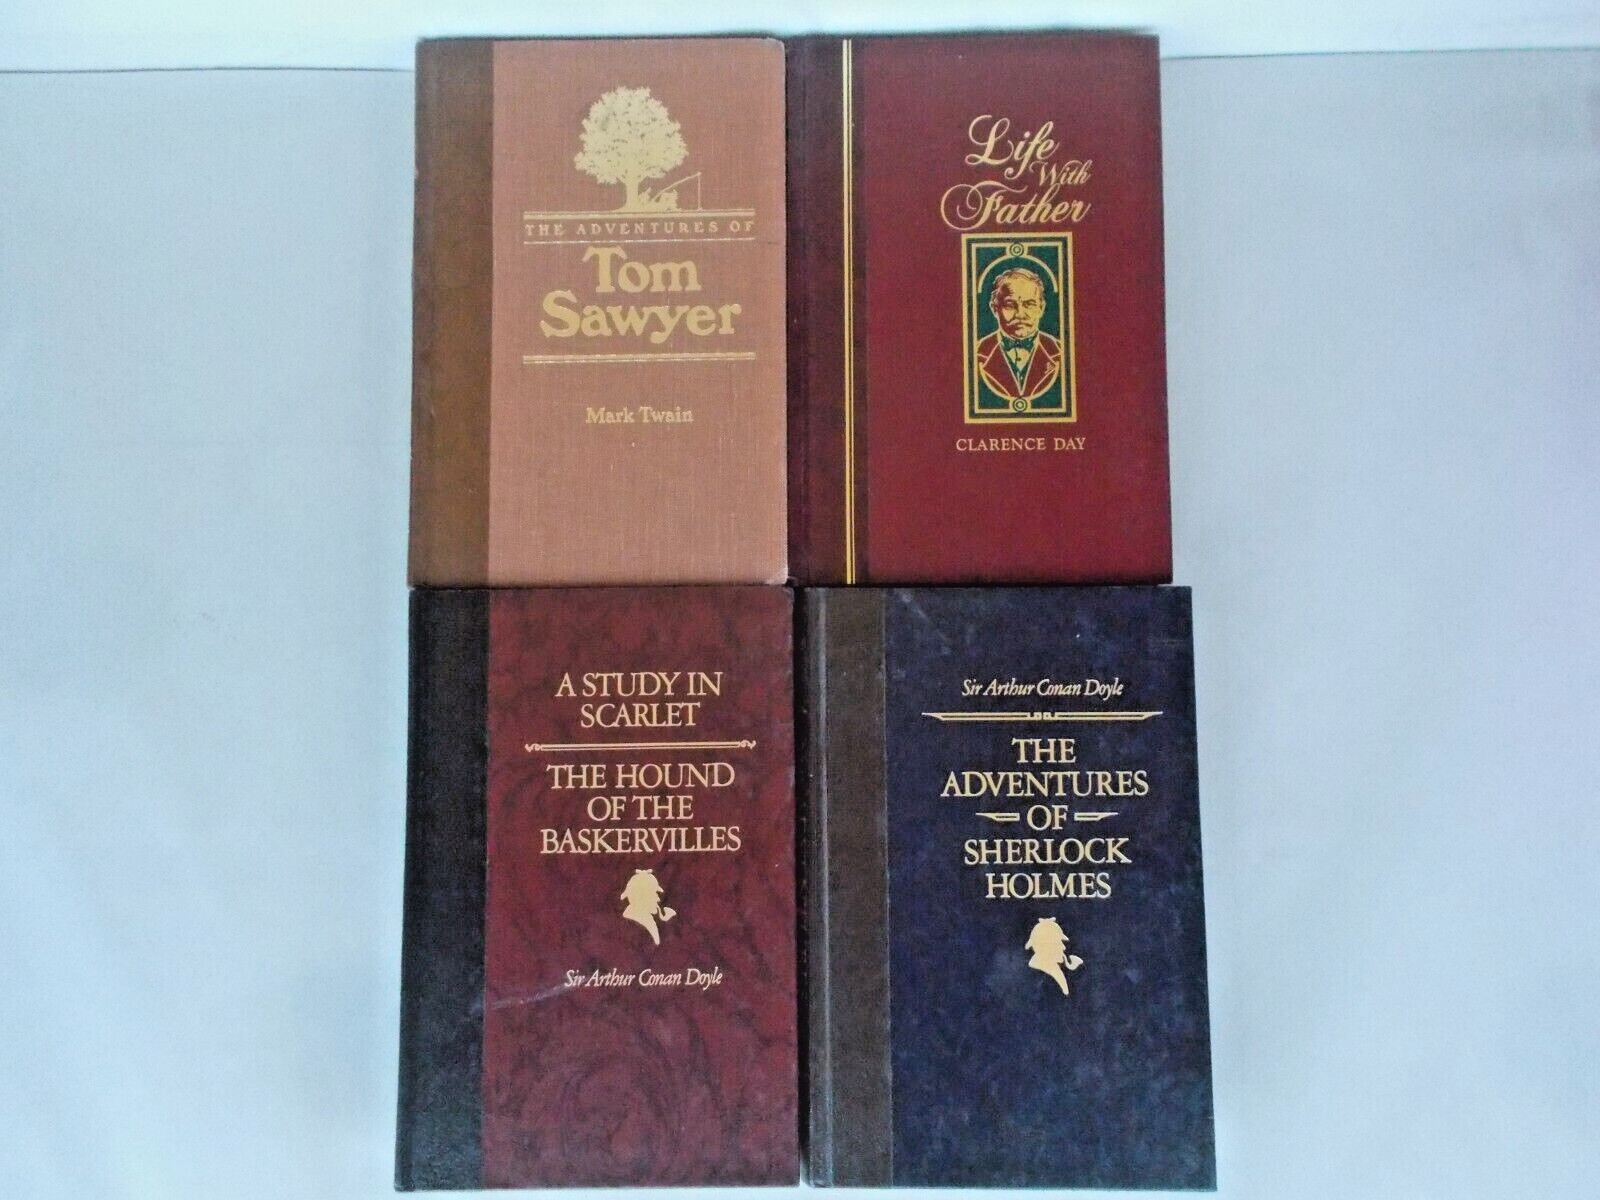 THE ADVENTURES OF
Tom
Sawyer
Mark Twain
Life
With
Father
CLARENCE DAY
A STUDY IN
SCARLET
THE HOUND
OF THE
BASKERVILLES
Sir Arthur Conan Doyle
Sir Arthur Conan Doyle
THE
ADVENTURES
OF
SHERLOCK
HOLMES